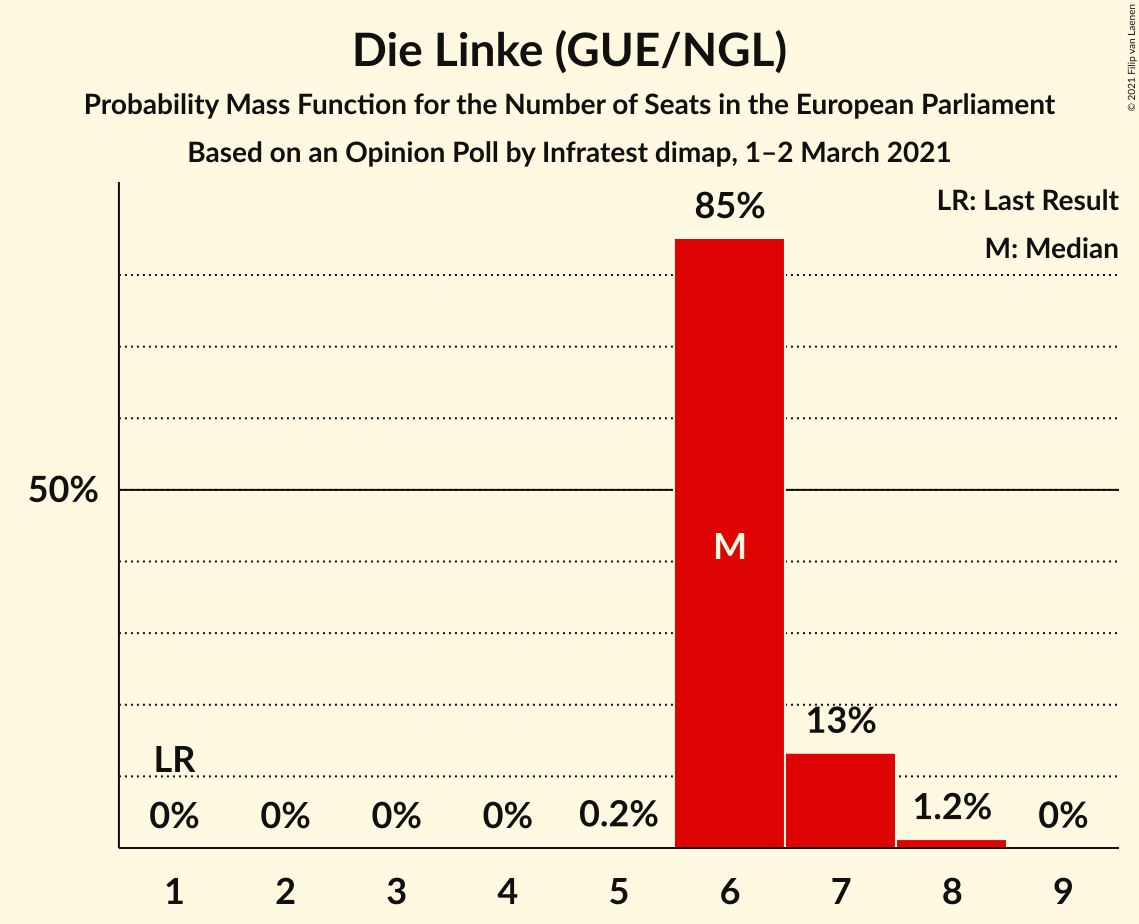 Die Linke (GUE/NGL)
Probability Mass Function for the Number of Seats in the European Parliament
Based on an Opinion Poll by Infratest dimap, 1–2 March 2021
© 2021 Filip van Laenen
LR: Last Result
M: Median
85%
50%
M
13%
LR
0%
0%
0%
0%
0.2%
1.2%
0%
1
2
3
4
5
6
7
8
9